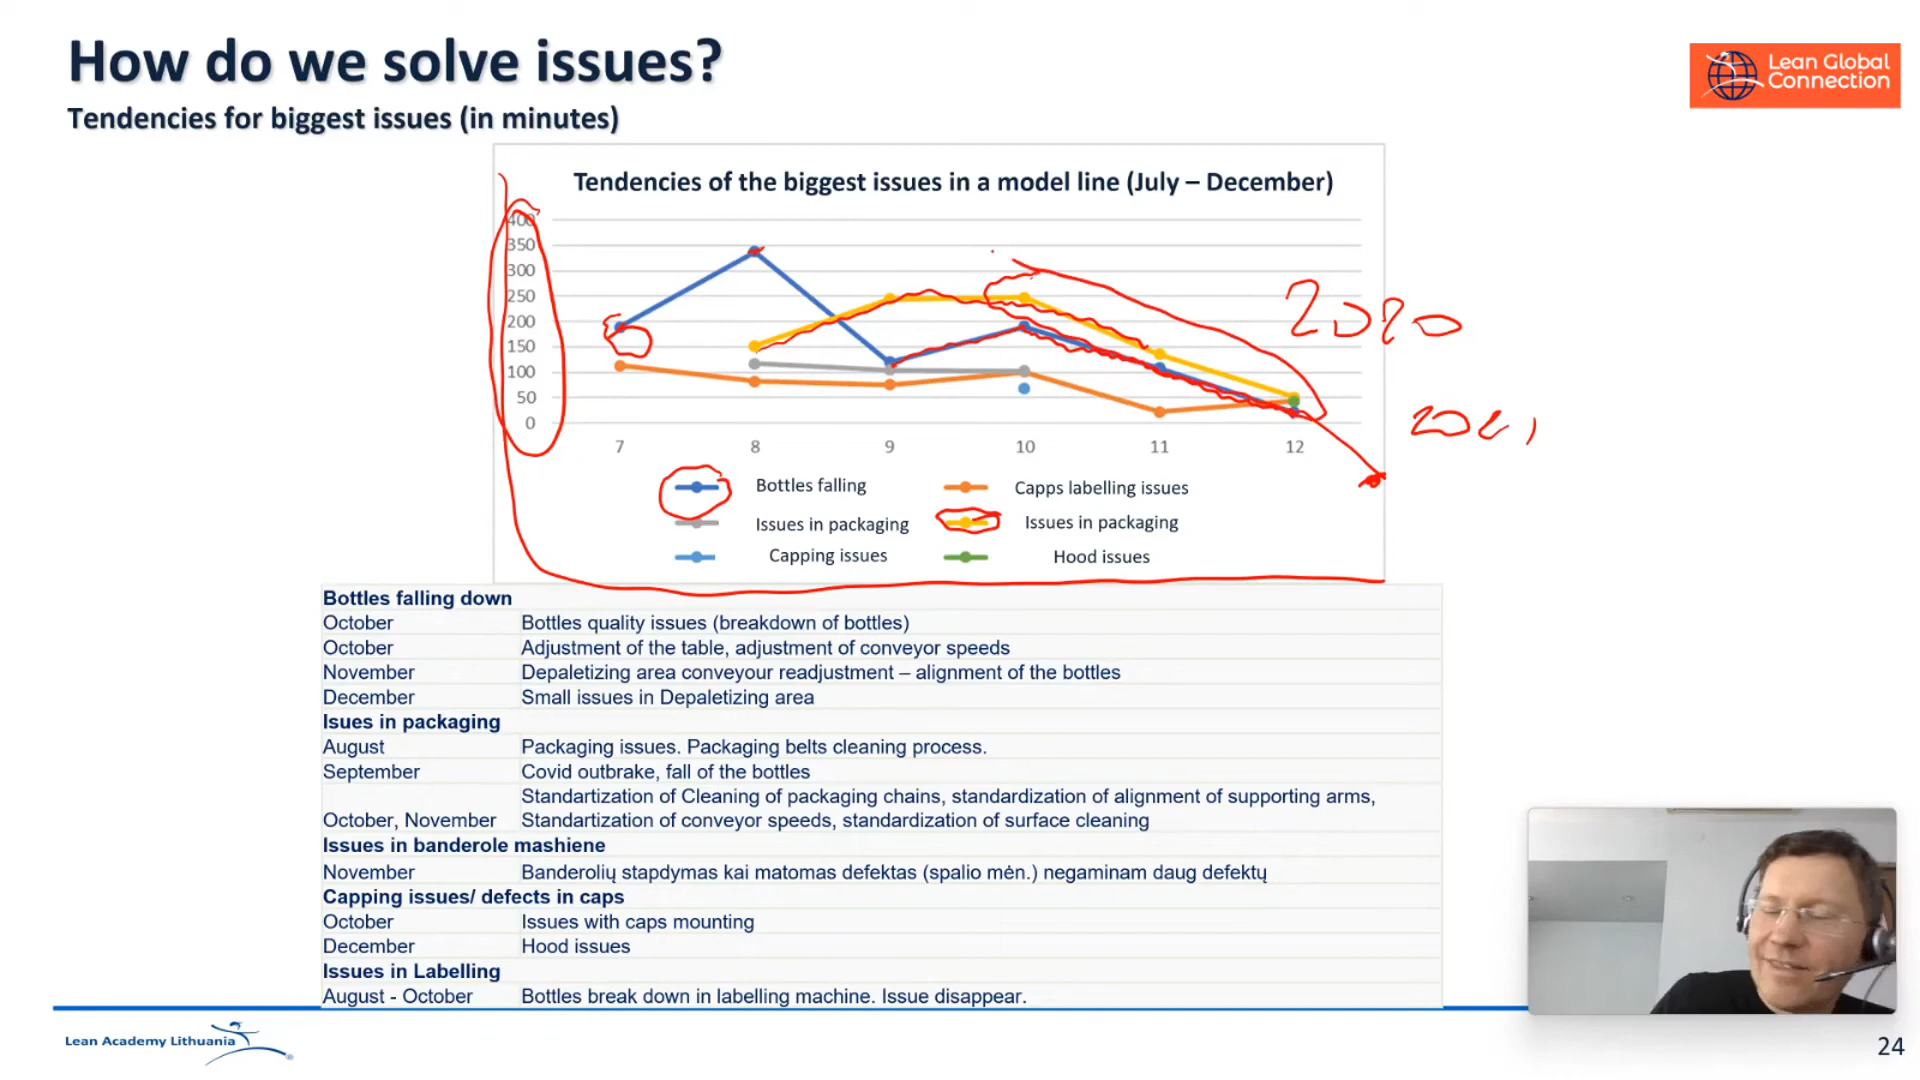 How do we solve issues?
Lean Global
Connection
Tendencies for biggest issues (in minutes)
Tendencies of the biggest issues in a model line (July – December)
400
350
300
250
200
150
100
50
0
7 8 9 10 11 12
2020
2021
Bottles falling
Capps labelling issues
Issues in packaging
Issues in packaging
Capping issues
Hood issues
Bottles falling down
October Bottles quality issues (breakdown of bottles)
October Adjustment of the table, adjustment of conveyor speeds
November Depaletizing area conveyour readjustment – alignment of the bottles
December Small issues in Depaletizing area
Isues in packaging
August Packaging issues. Packaging belts cleaning process.
September Covid outbrake, fall of the bottles
Standartization of Cleaning of packaging chains, standardization of alignment of supporting arms,
October, November Standartization of conveyor speeds, standardization of surface cleaning
Issues in banderole mashiene
November Banderolių stapdymas kai matomas defektas (spalio mėn.) negaminam daug defektų
Capping issues/ defects in caps
October Issues with caps mounting
December Hood issues
Issues in Labelling
August - October Bottles break down in labelling machine. Issue disappear.
Lean Academy Lithuania
24